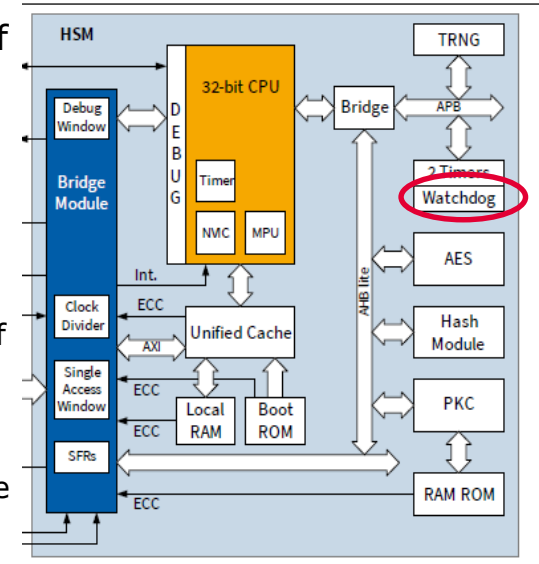 f
HSM
TRNG
32-bit CPU
Debug
Window
D
E
B
U
G
Bridge
APB
2 Timers
Watchdog
Bridge
Module
Timer
NVIC
MPU
AES
AHB lite
Int.
Clock
Divider
ECC
Unified Cache
Hash
Module
f
AXI
Single
Access
Window
ECC
Local
RAM
Boot
ROM
PKC
ECC
SFRs
e
RAM ROM
ECC